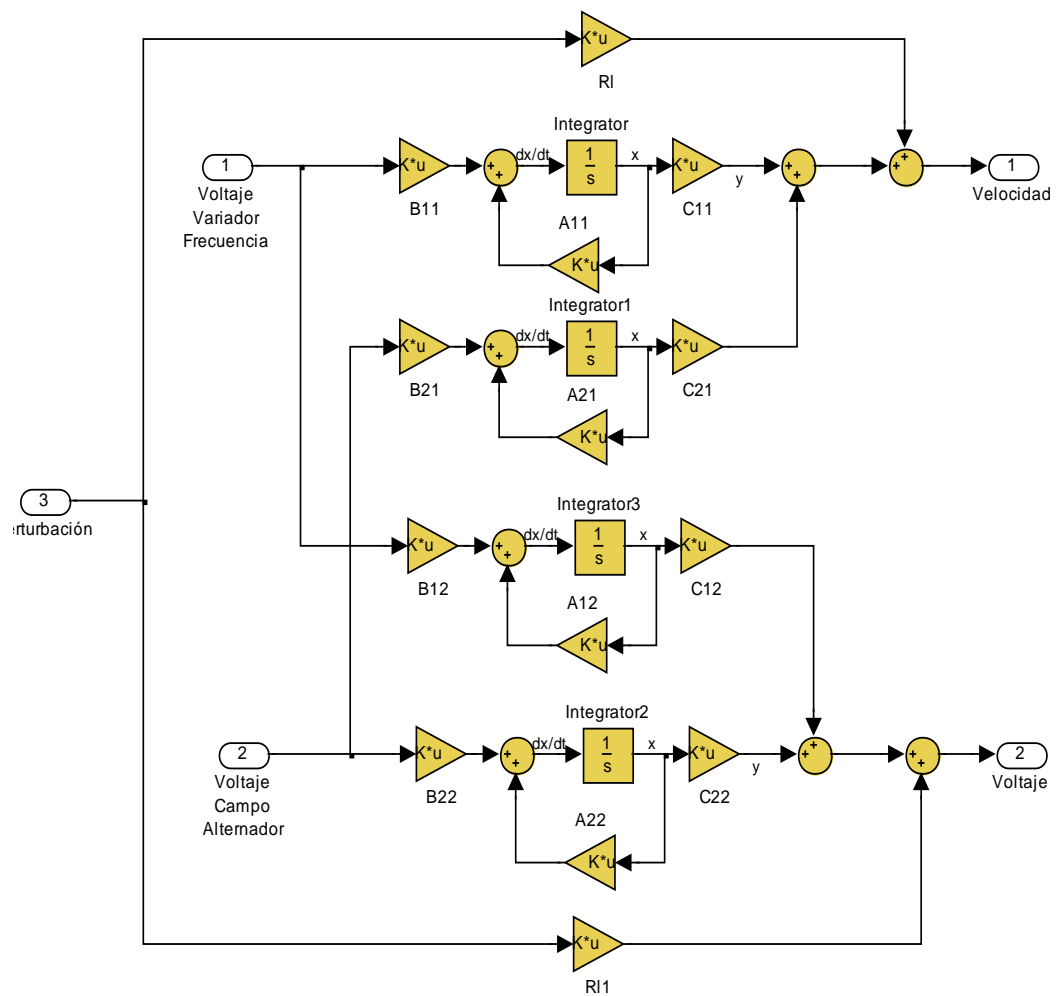 K*u
Rl
Integrator
1
Voltaje
Variador
Frecuencia
K*u
B11
+
+
dx/dt
1
s
x
K*u
C11
y
+
+
+
+
1
Velocidad
A11
K*u
Integrator1
K*u
B21
+
+
dx/dt
1
s
x
K*u
C21
A21
K*u
3
erturbación
Integrator3
K*u
B12
+
+
dx/dt
1
s
x
K*u
C12
A12
K*u
Integrator2
2
Voltaje
Campo
Alternador
K*u
B22
+
+
dx/dt
1
s
x
K*u
C22
y
+
+
+
+
2
Voltaje
A22
K*u
K*u
Rl1